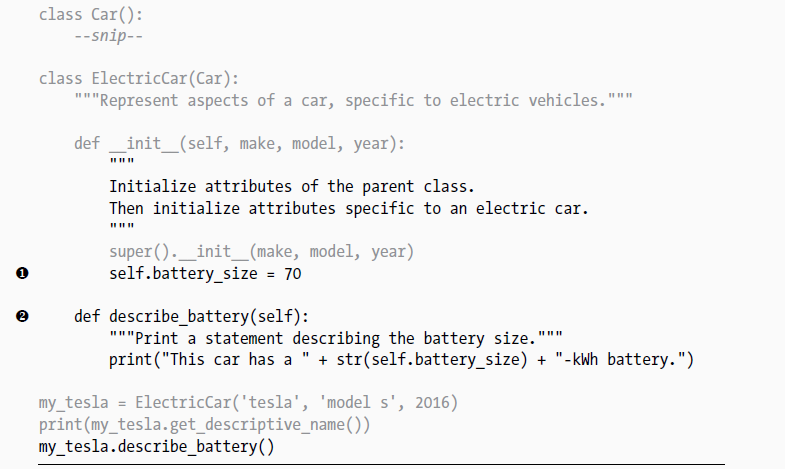 class Car():
    --snip--

class ElectricCar(Car):
    """Represent aspects of a car, specific to electric vehicles."""

    def __init__(self, make, model, year):
        """
        Initialize attributes of the parent class.
        Then initialize attributes specific to an electric car.
        """
        super().__init__(make, model, year)
❶        self.battery_size = 70

❷    def describe_battery(self):
        """Print a statement describing the battery size."""
        print("This car has a " + str(self.battery_size) + "-kWh battery.")

my_tesla = ElectricCar('tesla', 'model s', 2016)
print(my_tesla.get_descriptive_name())
my_tesla.describe_battery()